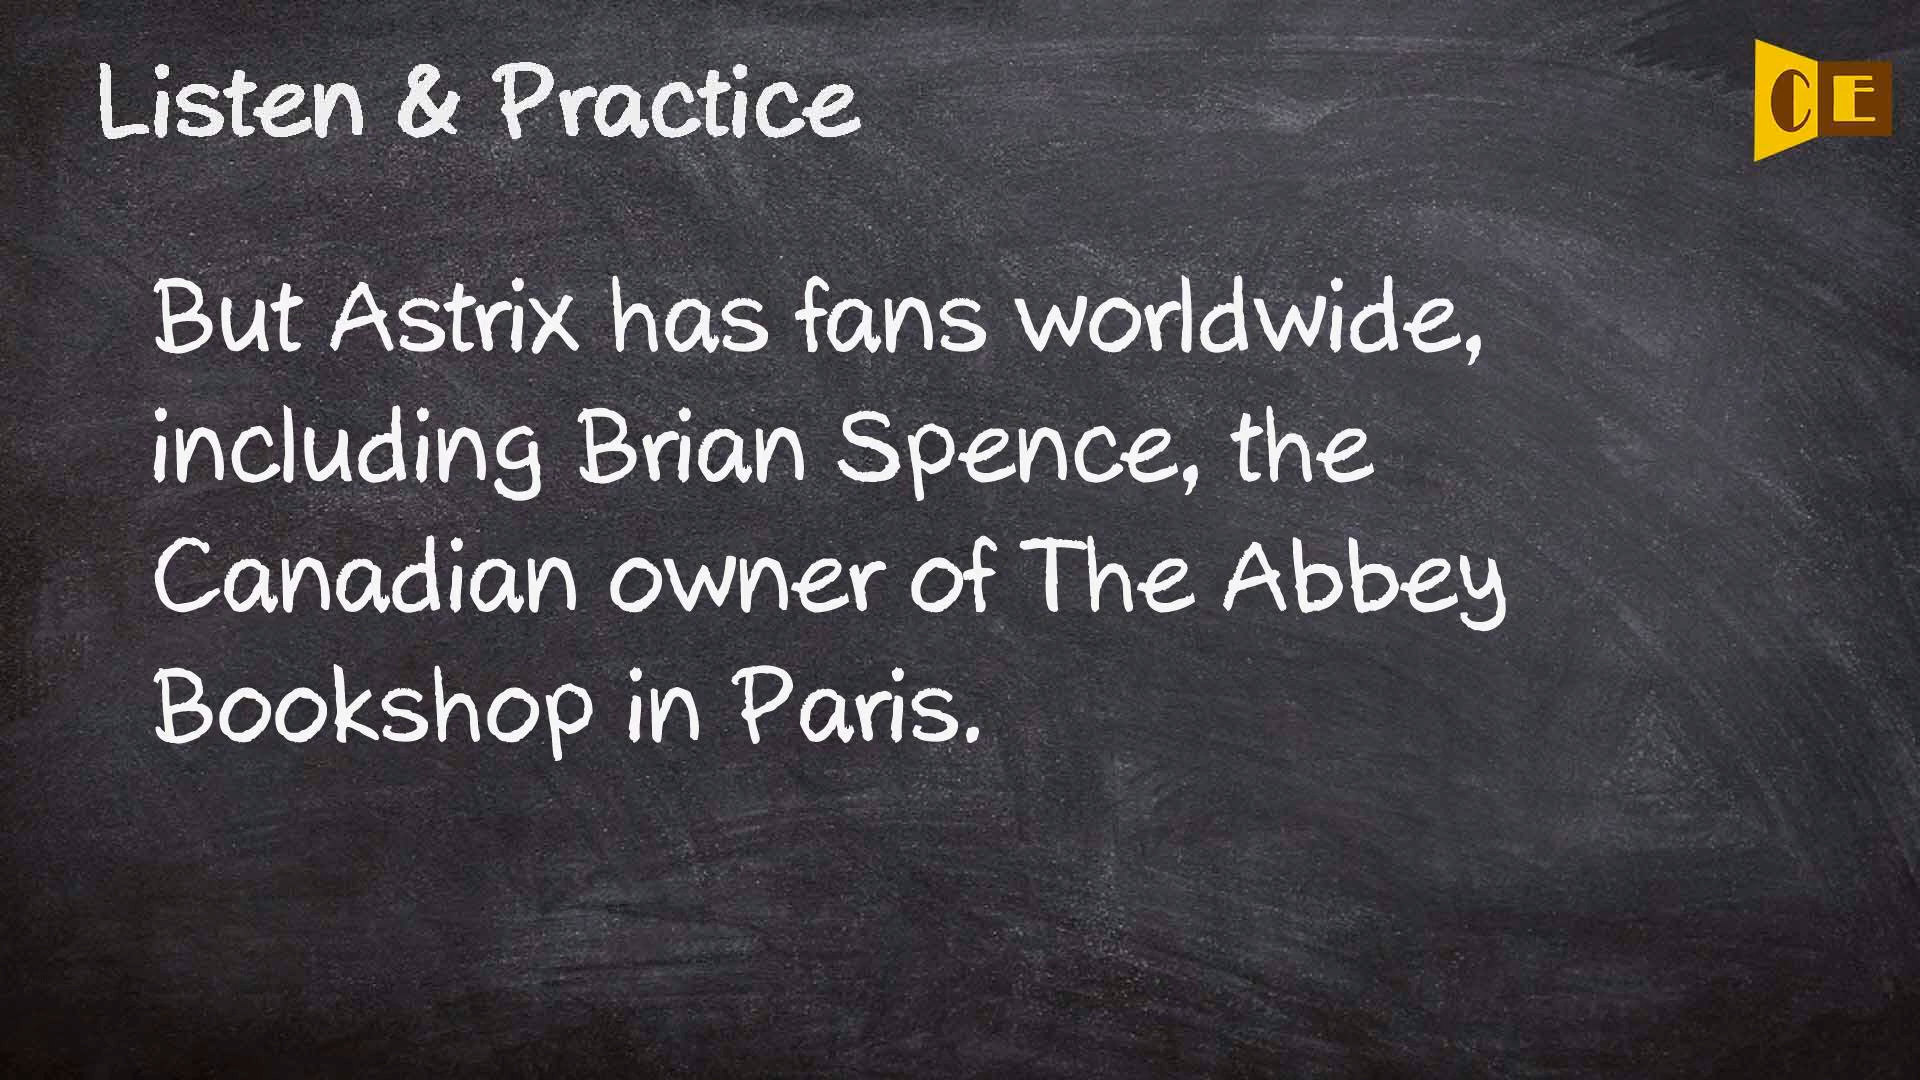 Listen & Practice
CE
But Astrix has fans worldwide,
including Brian Spence, the
Canadian owner of The Abbey
Bookshop in Paris.